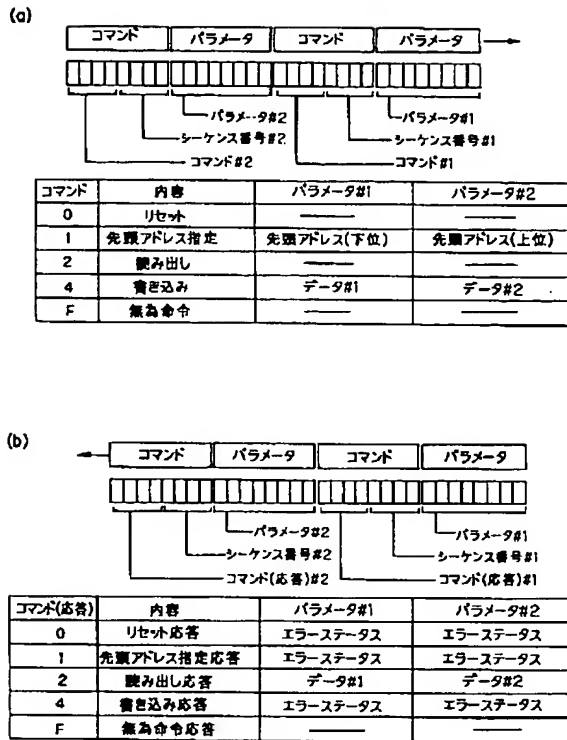 (a)
コマンド パラメータ コマンド パラメータ
パラメータ#2 パラメータ#1
シーケンス番号#2 シーケンス番号#1
コマンド#2 コマンド#1
コマンド 内容 パラメータ#1 パラメータ#2
0 リセット —— ——
1 先頭アドレス指定 先頭アドレス(下位) 先頭アドレス(上位)
2 読み出し —— ——
4 書き込み データ#1 データ#2
F 無為命令 —— ——
(b)
コマンド パラメータ コマンド パラメータ
パラメータ#2 パラメータ#1
シーケンス番号#2 シーケンス番号#1
コマンド(応答)#2 コマンド(応答)#1
コマンド(応答) 内容 パラメータ#1 パラメータ#2
0 リセット応答 エラーステータス エラーステータス
1 先頭アドレス指定応答 エラーステータス エラーステータス
2 読み出し応答 データ#1 データ#2
4 書き込み応答 エラーステータス エラーステータス
F 無為命令応答 —— ——